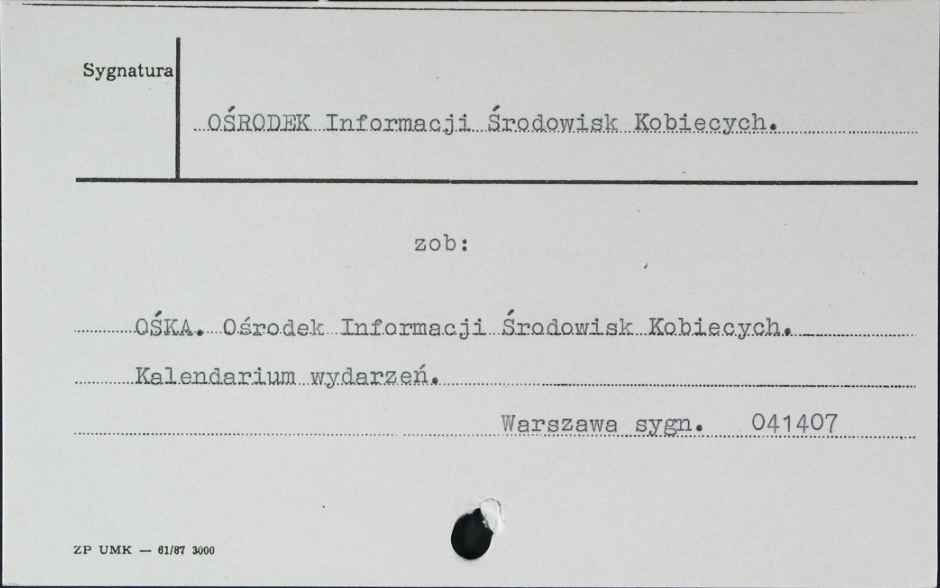 Sygnatura
OŚRODEK Informacji Środowisk Kobiecych.
zob:
OŚKA. Ośrodek Informacji Środowisk Kobiecych.
Kalendarium wydarzeń.
Warszawa sygn. 041407
ZP UMK — 61/87 3000